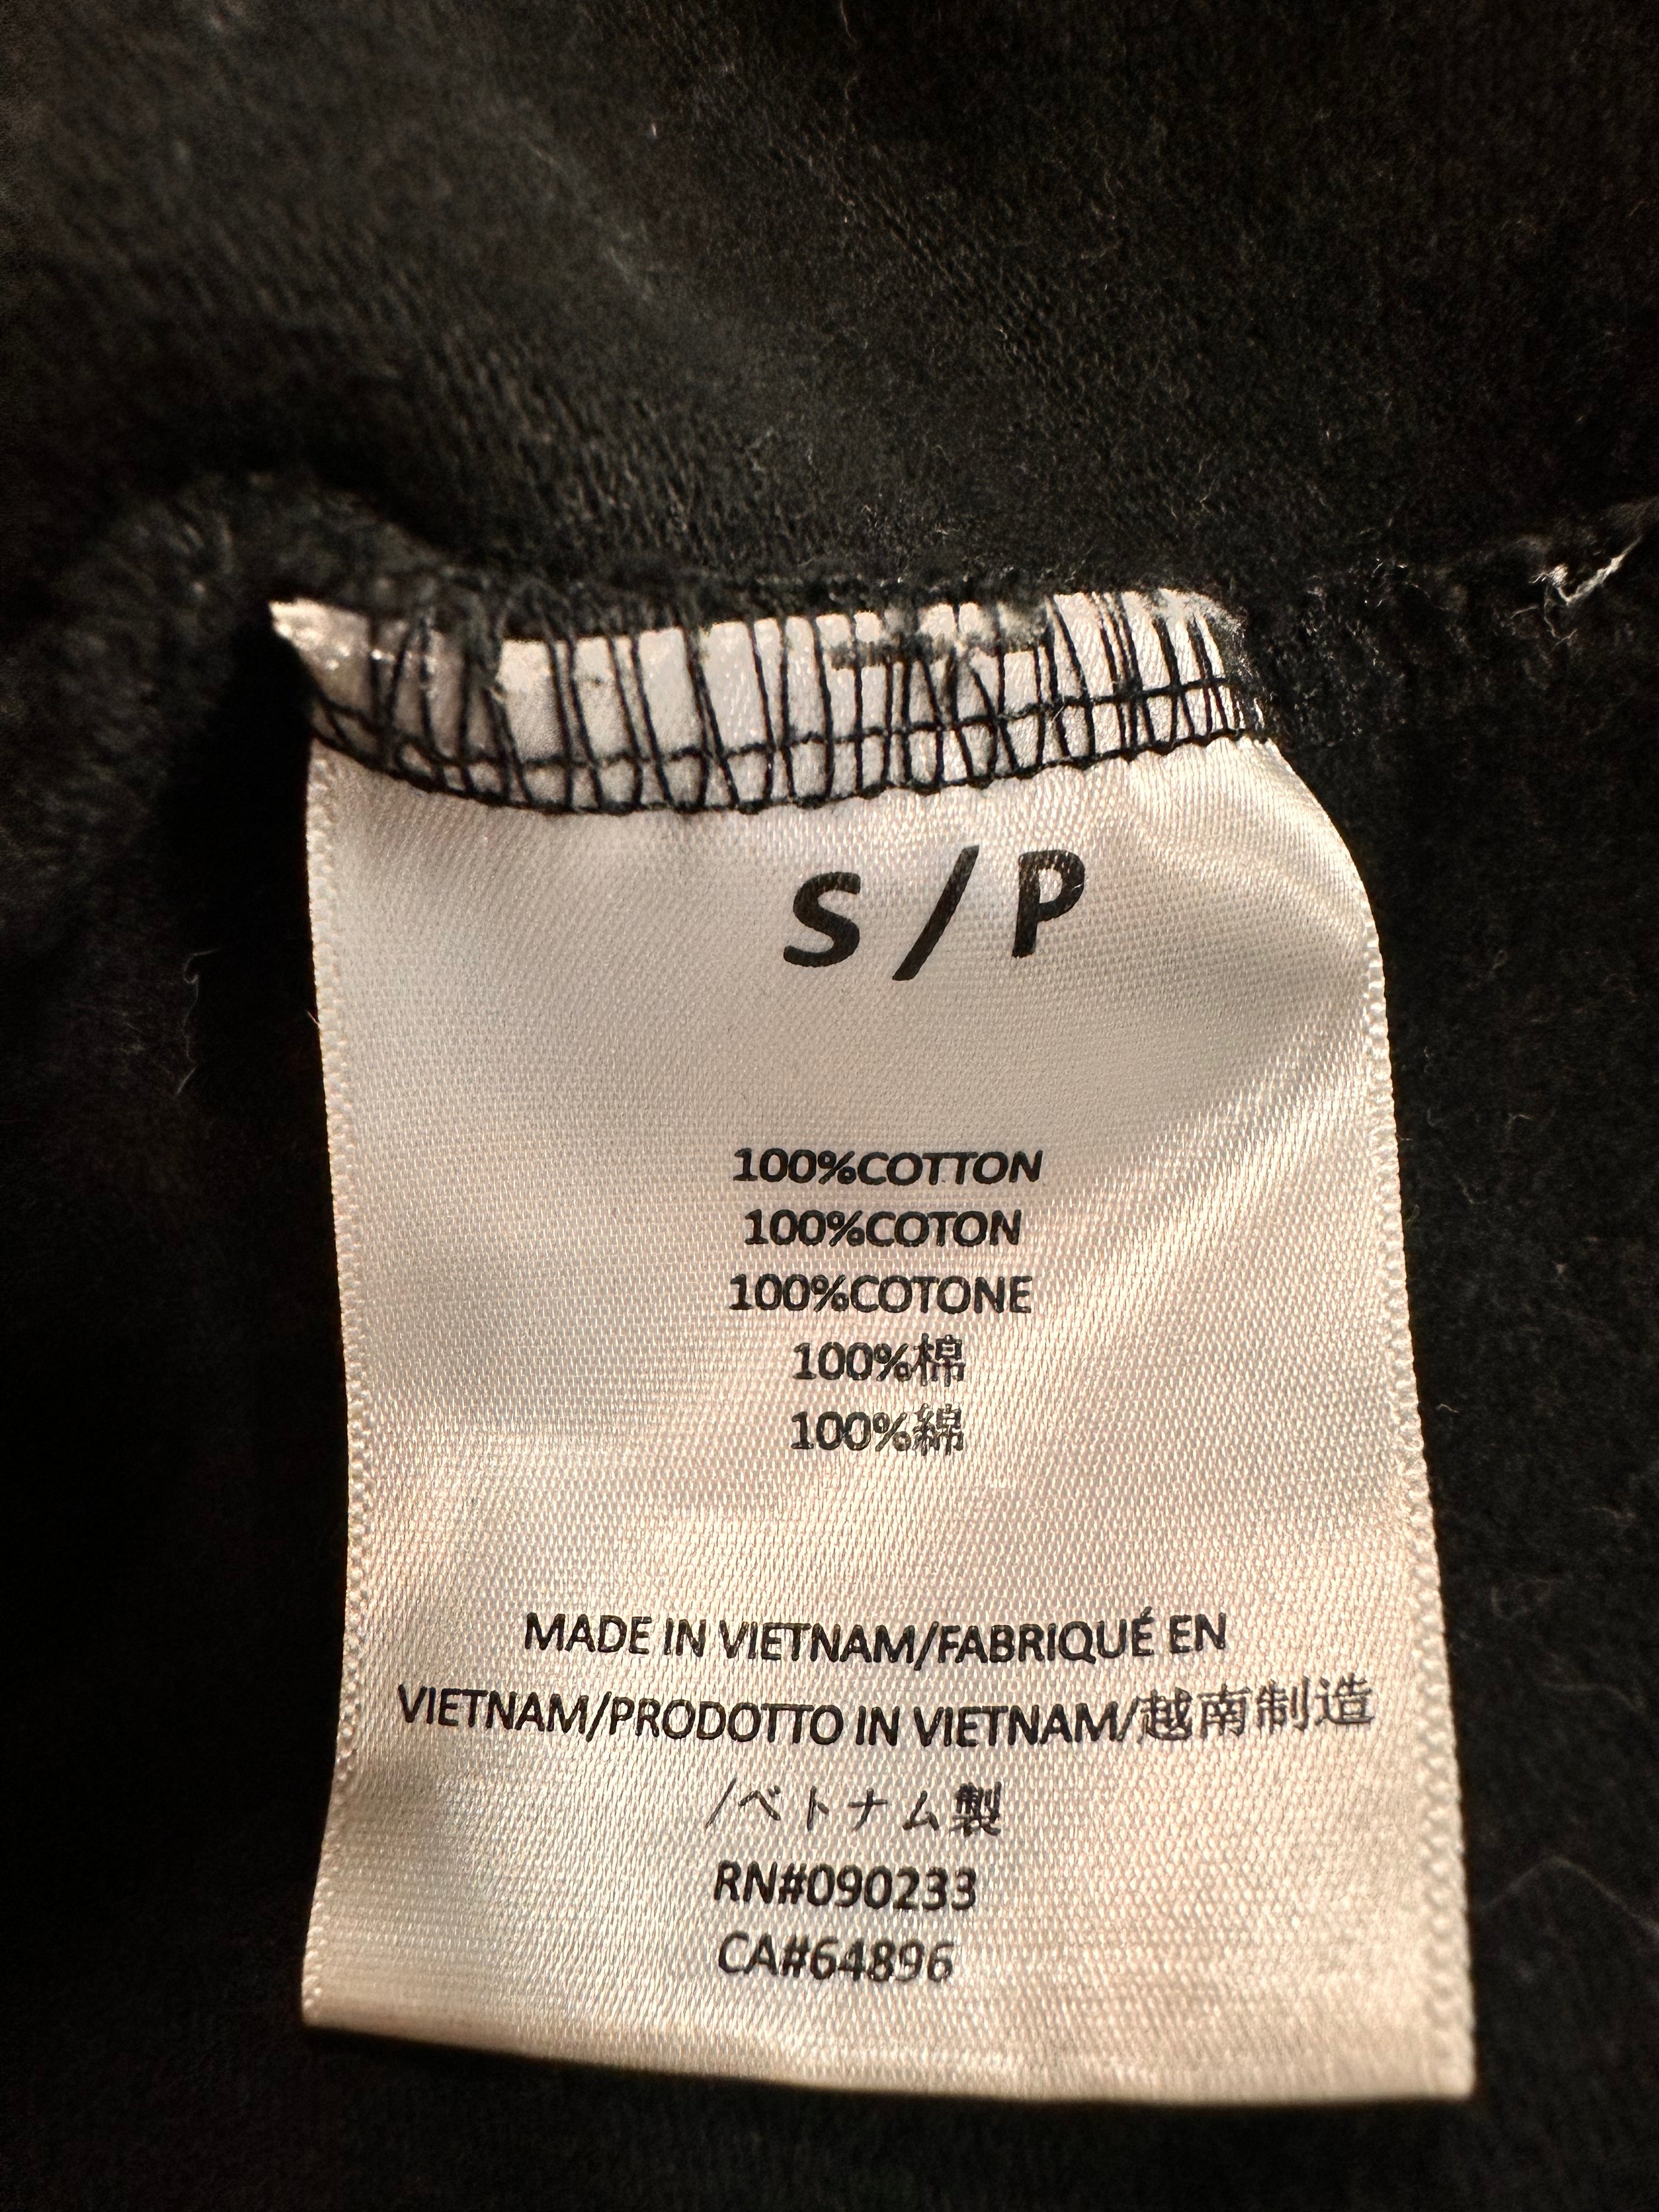 S / P
100%COTTON
100%COTON
100%COTONE
100%棉
100%綿
MADE IN VIETNAM/FABRIQUÉ EN
VIETNAM/PRODOTTO IN VIETNAM/越南制造
/ベトナム製
RN#090233
CA#64896